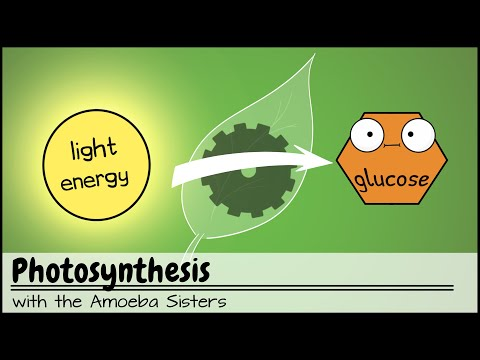 light
energy
glucose
Photosynthesis
with the Amoeba Sisters